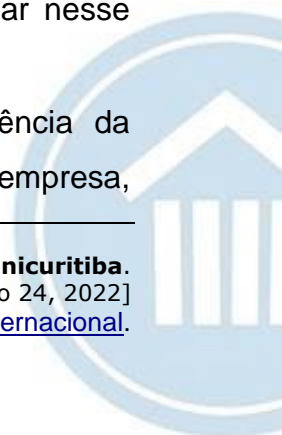 ar nesse
ência da
empresa,
nicuritiba.
o 24, 2022]
ernacional.